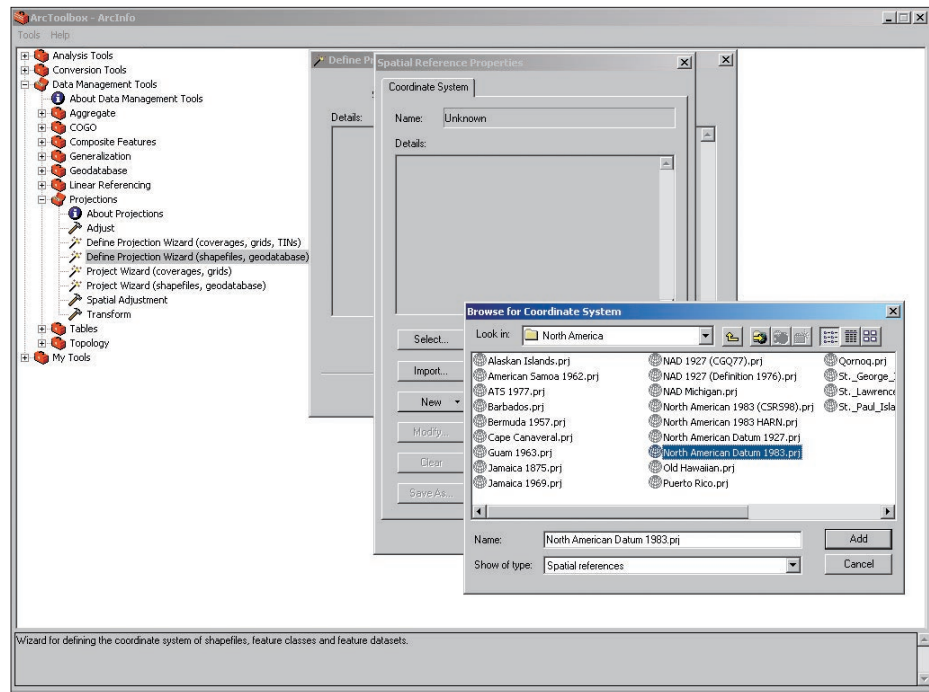 ArcToolbox - ArcInfo
Tools Help
Analysis Tools
Conversion Tools
Data Management Tools
About Data Management Tools
Aggregate
COGO
Composite Features
Generalization
Geodatabase
Linear Referencing
Projections
About Projections
Adjust
Define Projection Wizard (coverages, grids, TINs)
Define Projection Wizard (shapefiles, geodatabase)
Project Wizard (coverages, grids)
Project Wizard (shapefiles, geodatabase)
Spatial Adjustment
Transform
Tables
Topology
My Tools
Define Pr
Details:
Spatial Reference Properties
Coordinate System
Name: Unknown
Details:
Select...
Import...
New
Modify...
Clear
Save As...
Browse for Coordinate System
Look in: North America
Alaskan Islands.prj
American Samoa 1962.prj
ATS 1977.prj
Barbados.prj
Bermuda 1957.prj
Cape Canaveral.prj
Guam 1963.prj
Jamaica 1875.prj
Jamaica 1969.prj
NAD 1927 (CGQ77).prj
NAD 1927 (Definition 1976).prj
NAD Michigan.prj
North American 1983 (CSRS98).prj
North American 1983 HARN.prj
North American Datum 1927.prj
North American Datum 1983.prj
Old Hawaiian.prj
Puerto Rico.prj
Qornoq.prj
St._George_
St._Lawrence
St._Paul_Isla
Name: North American Datum 1983.prj
Add
Show of type: Spatial references
Cancel
Wizard for defining the coordinate system of shapefiles, feature classes and feature datasets.